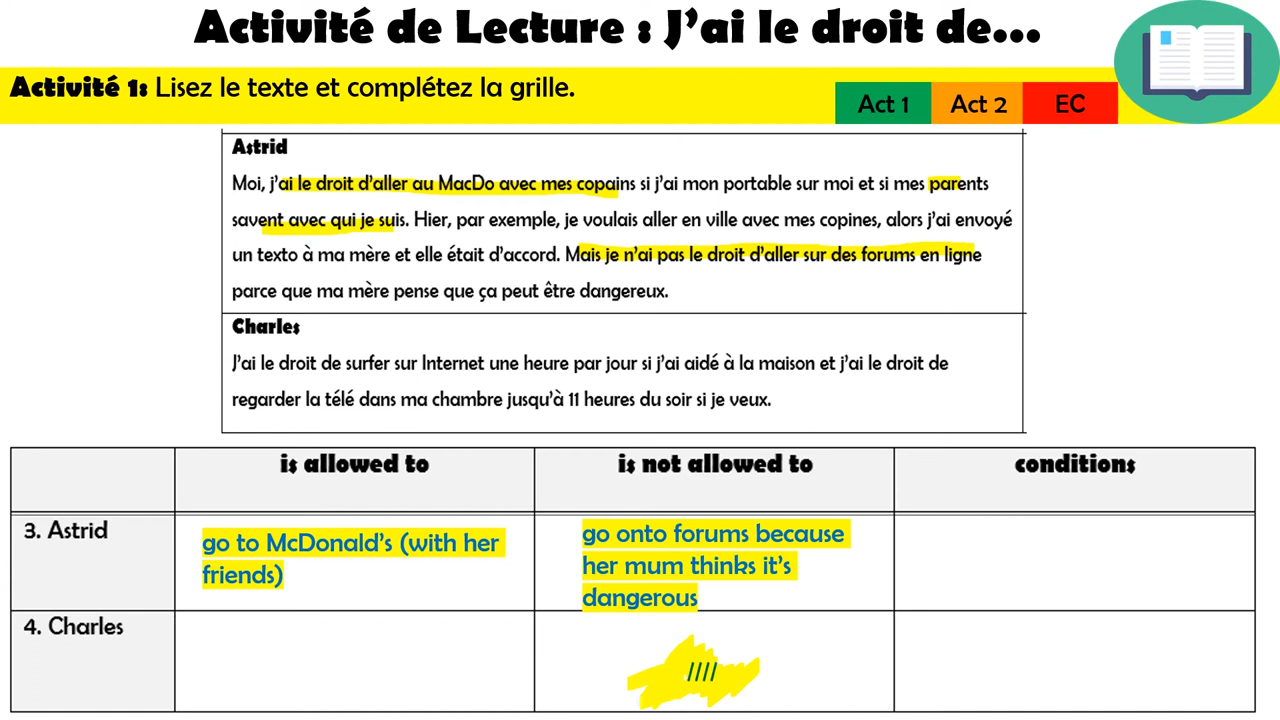 Activité de Lecture : J'ai le droit de...
Activité 1: Lisez le texte et complétez la grille.
Act 1 Act 2 EC
Astrid
Moi, j'ai le droit d'aller au MacDo avec mes copains si j'ai mon portable sur moi et si mes parents
savent avec qui je suis. Hier, par exemple, je voulais aller en ville avec mes copines, alors j'ai envoyé
un texto à ma mère et elle était d'accord. Mais je n'ai pas le droit d'aller sur des forums en ligne
parce que ma mère pense que ça peut être dangereux.
Charles
J'ai le droit de surfer sur Internet une heure par jour si j'ai aidé à la maison et j'ai le droit de
regarder la télé dans ma chambre jusqu'à 11 heures du soir si je veux.
is allowed to is not allowed to conditions
3. Astrid
go to McDonald's (with her
friends)
go onto forums because
her mum thinks it's
dangerous
4. Charles
////